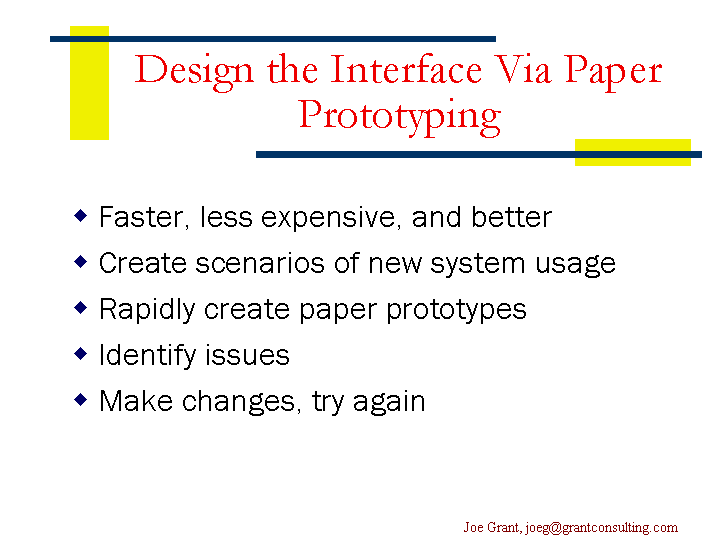 Design the Interface Via Paper
Prototyping
Faster, less expensive, and better
Create scenarios of new system usage
Rapidly create paper prototypes
Identify issues
Make changes, try again
Joe Grant, joeg@grantconsulting.com